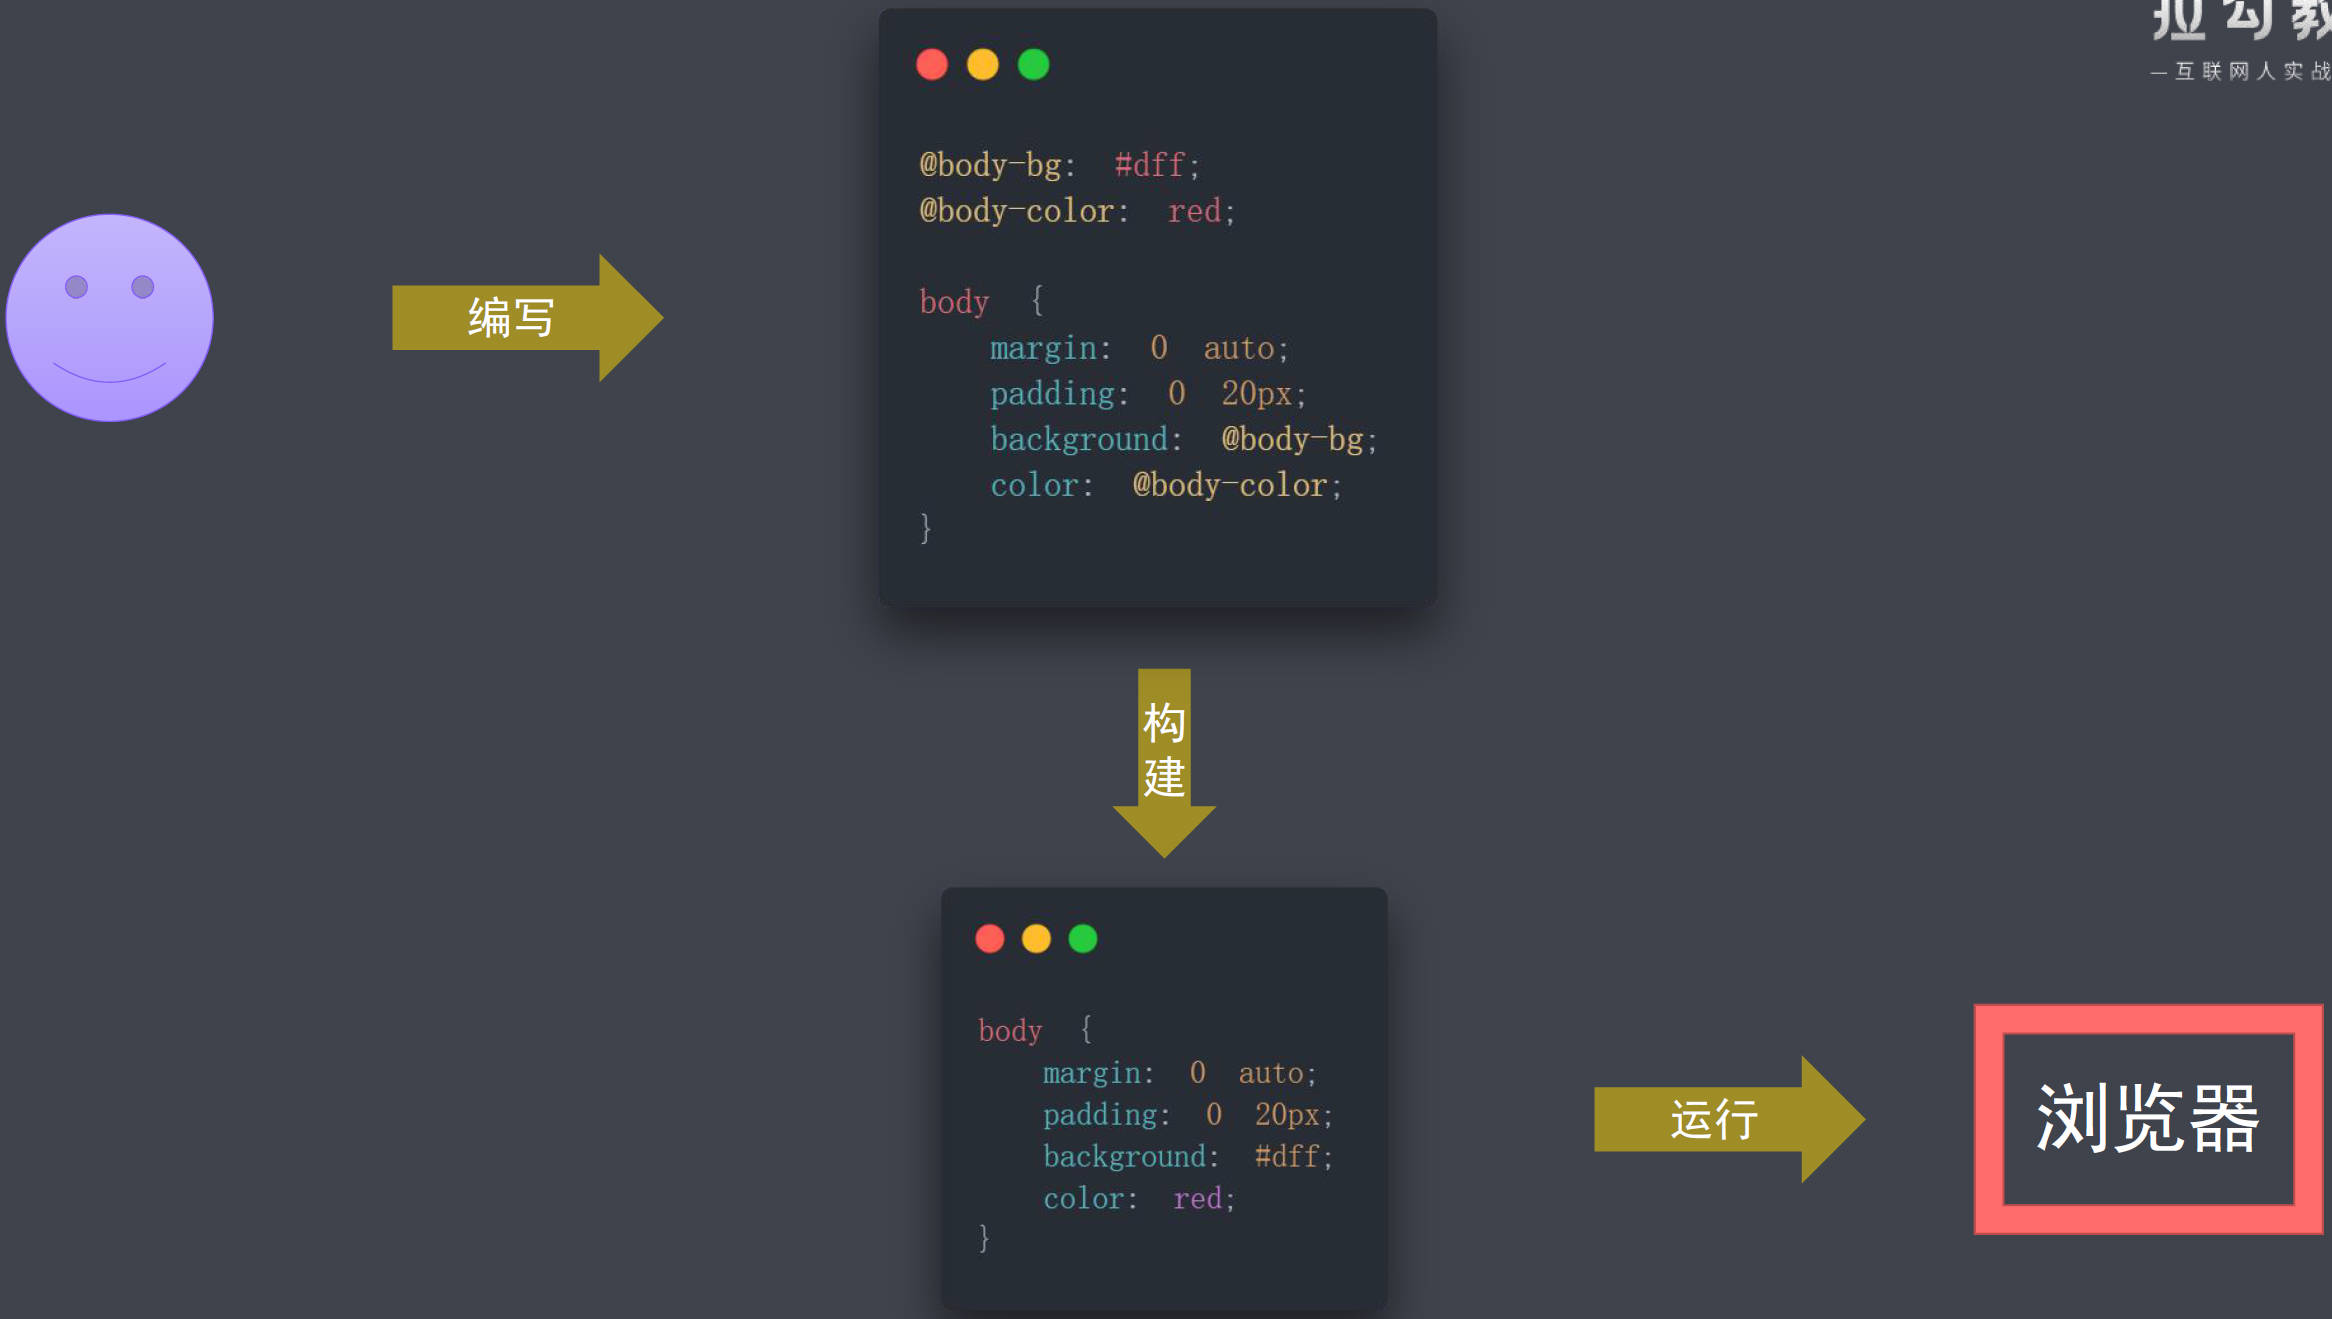 拉勾教
—互联网人实战
编写
@body-bg: #dff;
@body-color: red;
body {
margin: 0 auto;
padding: 0 20px;
background: @body-bg;
color: @body-color;
}
构
建
body {
margin: 0 auto;
padding: 0 20px;
background: #dff;
color: red;
}
运行
浏览器